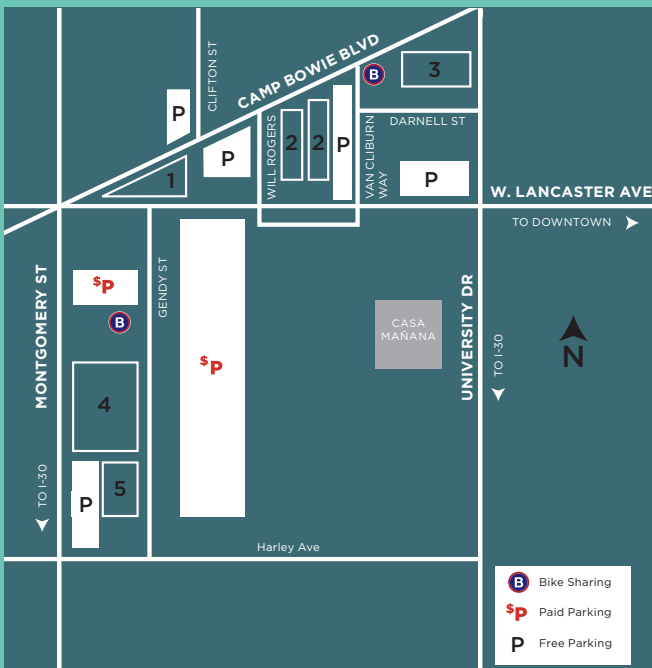 CLIFTON ST
CAMP BOWIE BLVD
B
3
P
P
1
WILL ROGERS
2
2
P
VAN CLIBURN
WAY
DARNELL ST
P
W. LANCASTER AVE
TO DOWNTOWN
MONTGOMERY ST
GENDY ST
$P
B
$P
CASA
MAÑANA
UNIVERSITY DR
TO I-30
N
4
5
P
TO I-30
Harley Ave
B Bike Sharing
$P Paid Parking
P Free Parking